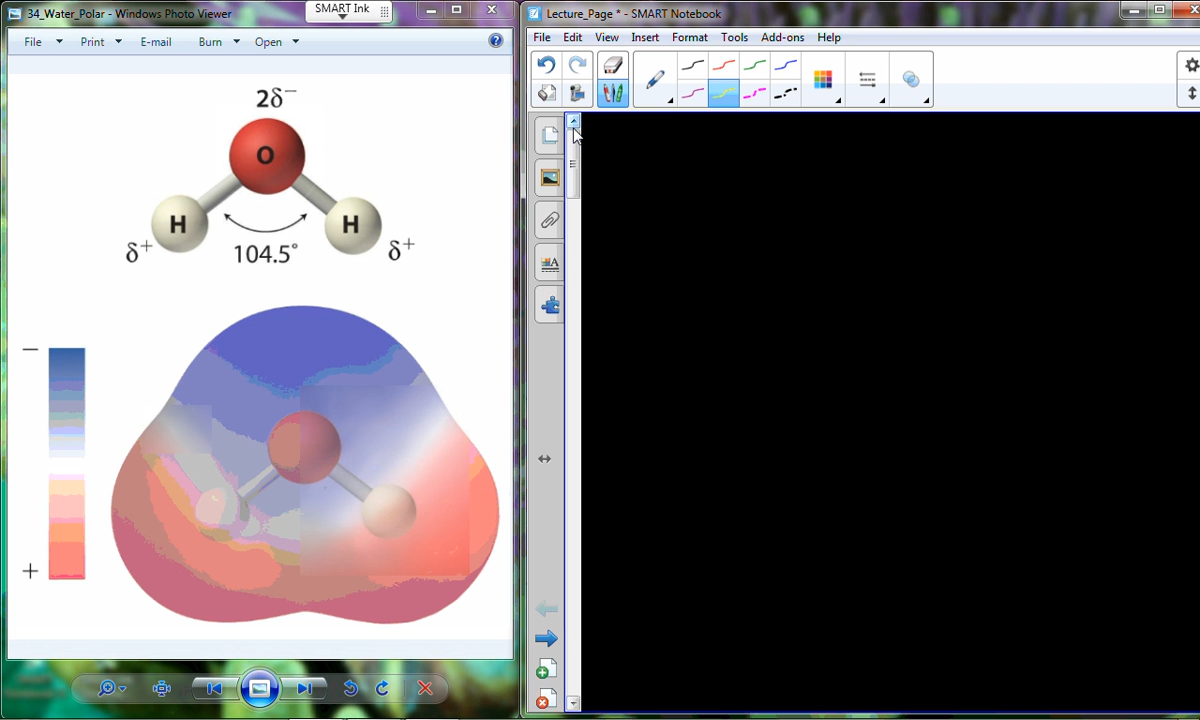 34_Water_Polar - Windows Photo Viewer
SMART Ink
File Print E-mail Burn Open
2δ⁻
O
H H
δ⁺ 104.5° δ⁺
−
+
Lecture_Page * - SMART Notebook
File Edit View Insert Format Tools Add-ons Help